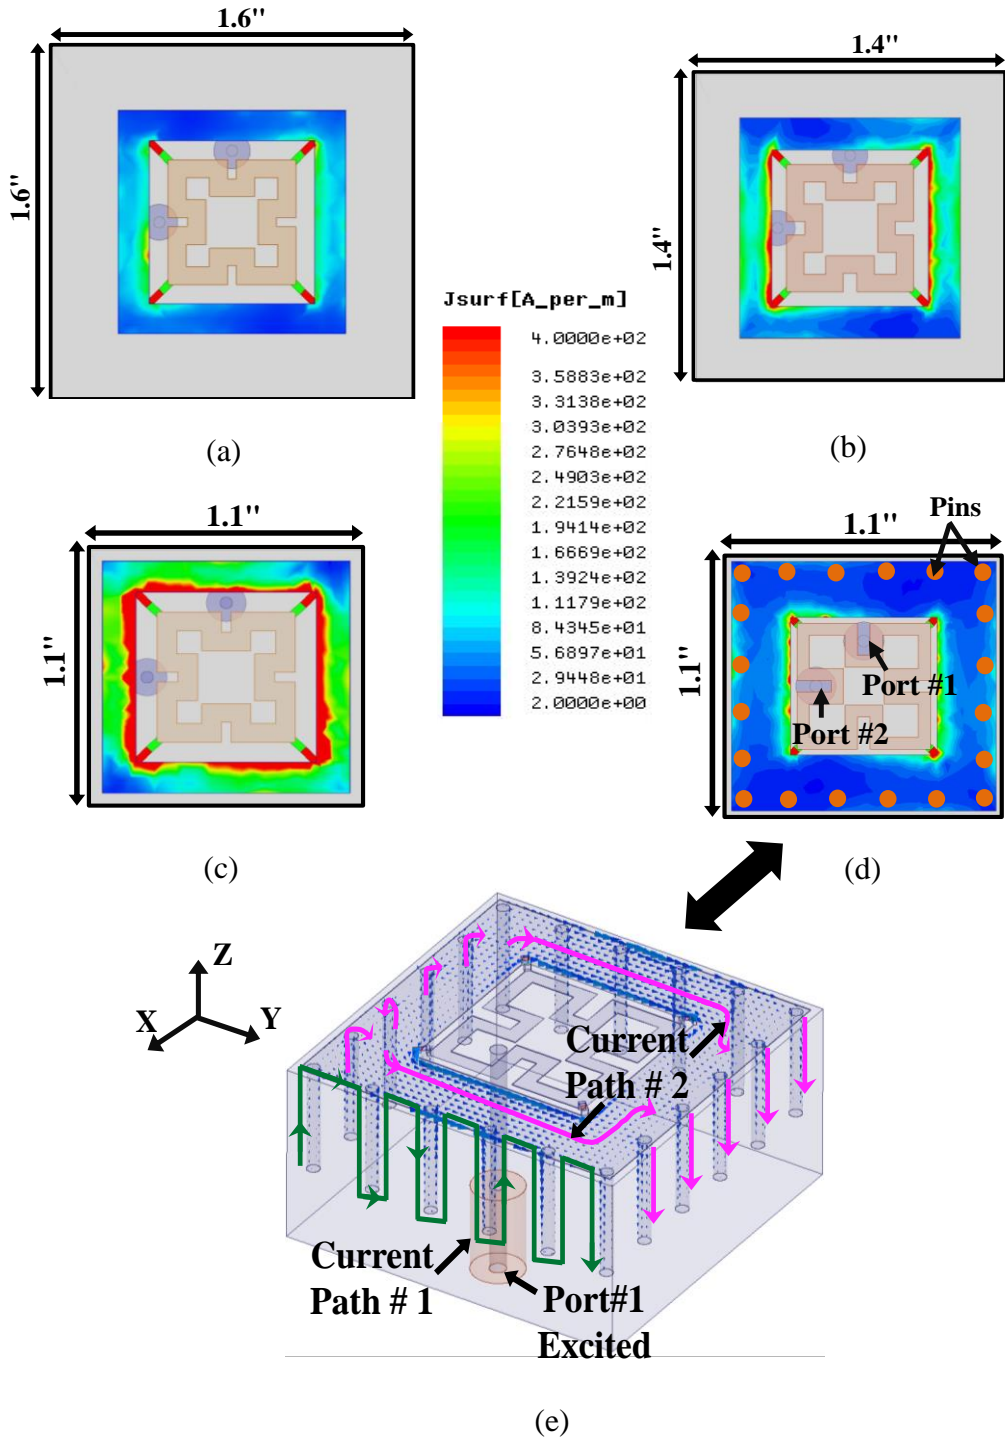 1.6"
1.6"
(a)
1.4"
1.4"
(b)
Jsurf[A_per_m]
4.0000e+02
3.5883e+02
3.3138e+02
3.0393e+02
2.7648e+02
2.4903e+02
2.2159e+02
1.9414e+02
1.6669e+02
1.3924e+02
1.1179e+02
8.4345e+01
5.6897e+01
2.9448e+01
2.0000e+00
1.1"
1.1"
(c)
Pins
1.1"
1.1"
Port #1
Port #2
(d)
Z
X
Y
Current
Path # 2
Current
Path # 1
Port#1
Excited
(e)